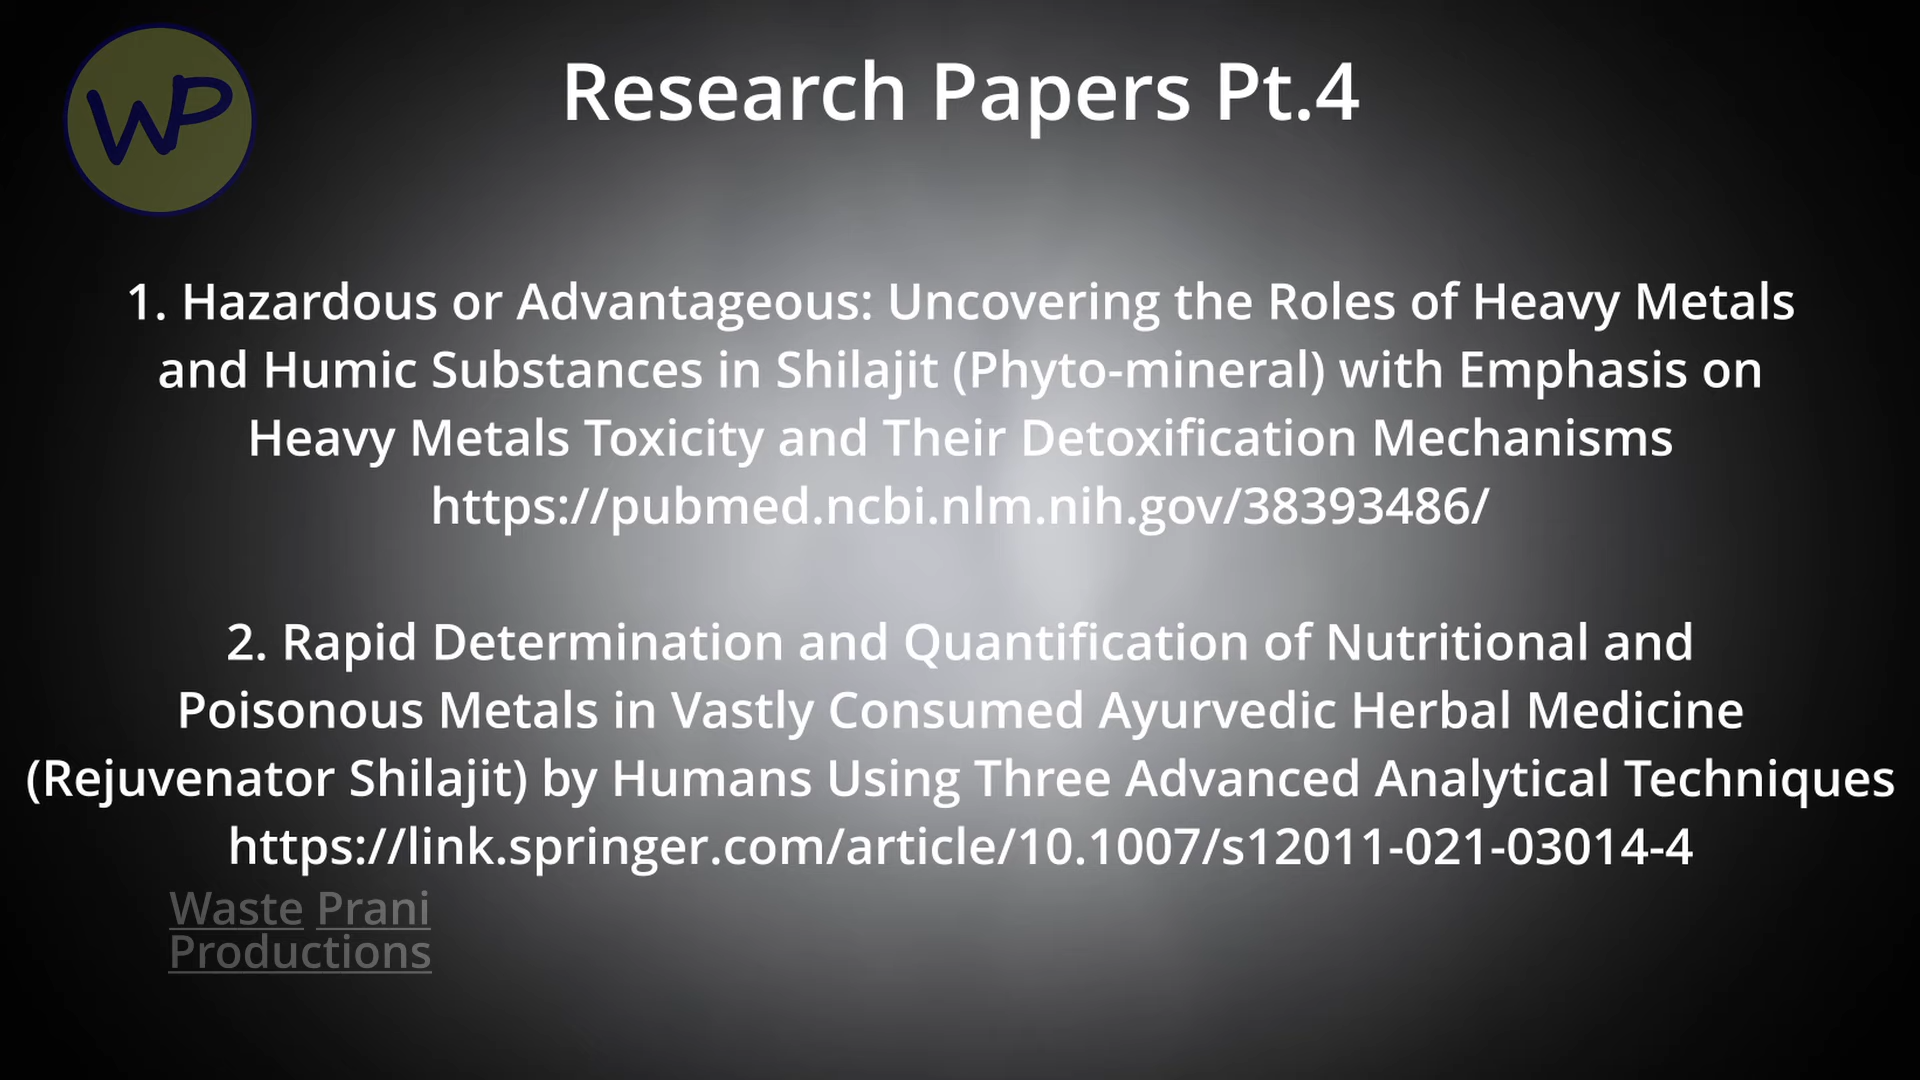 WP
Research Papers Pt.4
1. Hazardous or Advantageous: Uncovering the Roles of Heavy Metals
and Humic Substances in Shilajit (Phyto-mineral) with Emphasis on
Heavy Metals Toxicity and Their Detoxification Mechanisms
https://pubmed.ncbi.nlm.nih.gov/38393486/
2. Rapid Determination and Quantification of Nutritional and
Poisonous Metals in Vastly Consumed Ayurvedic Herbal Medicine
(Rejuvenator Shilajit) by Humans Using Three Advanced Analytical Techniques
https://link.springer.com/article/10.1007/s12011-021-03014-4
Waste Prani
Productions